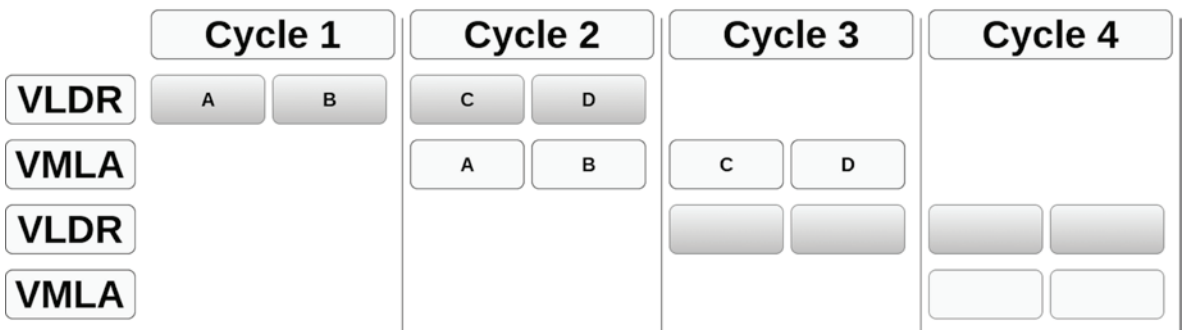 Cycle 1 Cycle 2 Cycle 3 Cycle 4
VLDR A B C D
VMLA A B C D
VLDR
VMLA